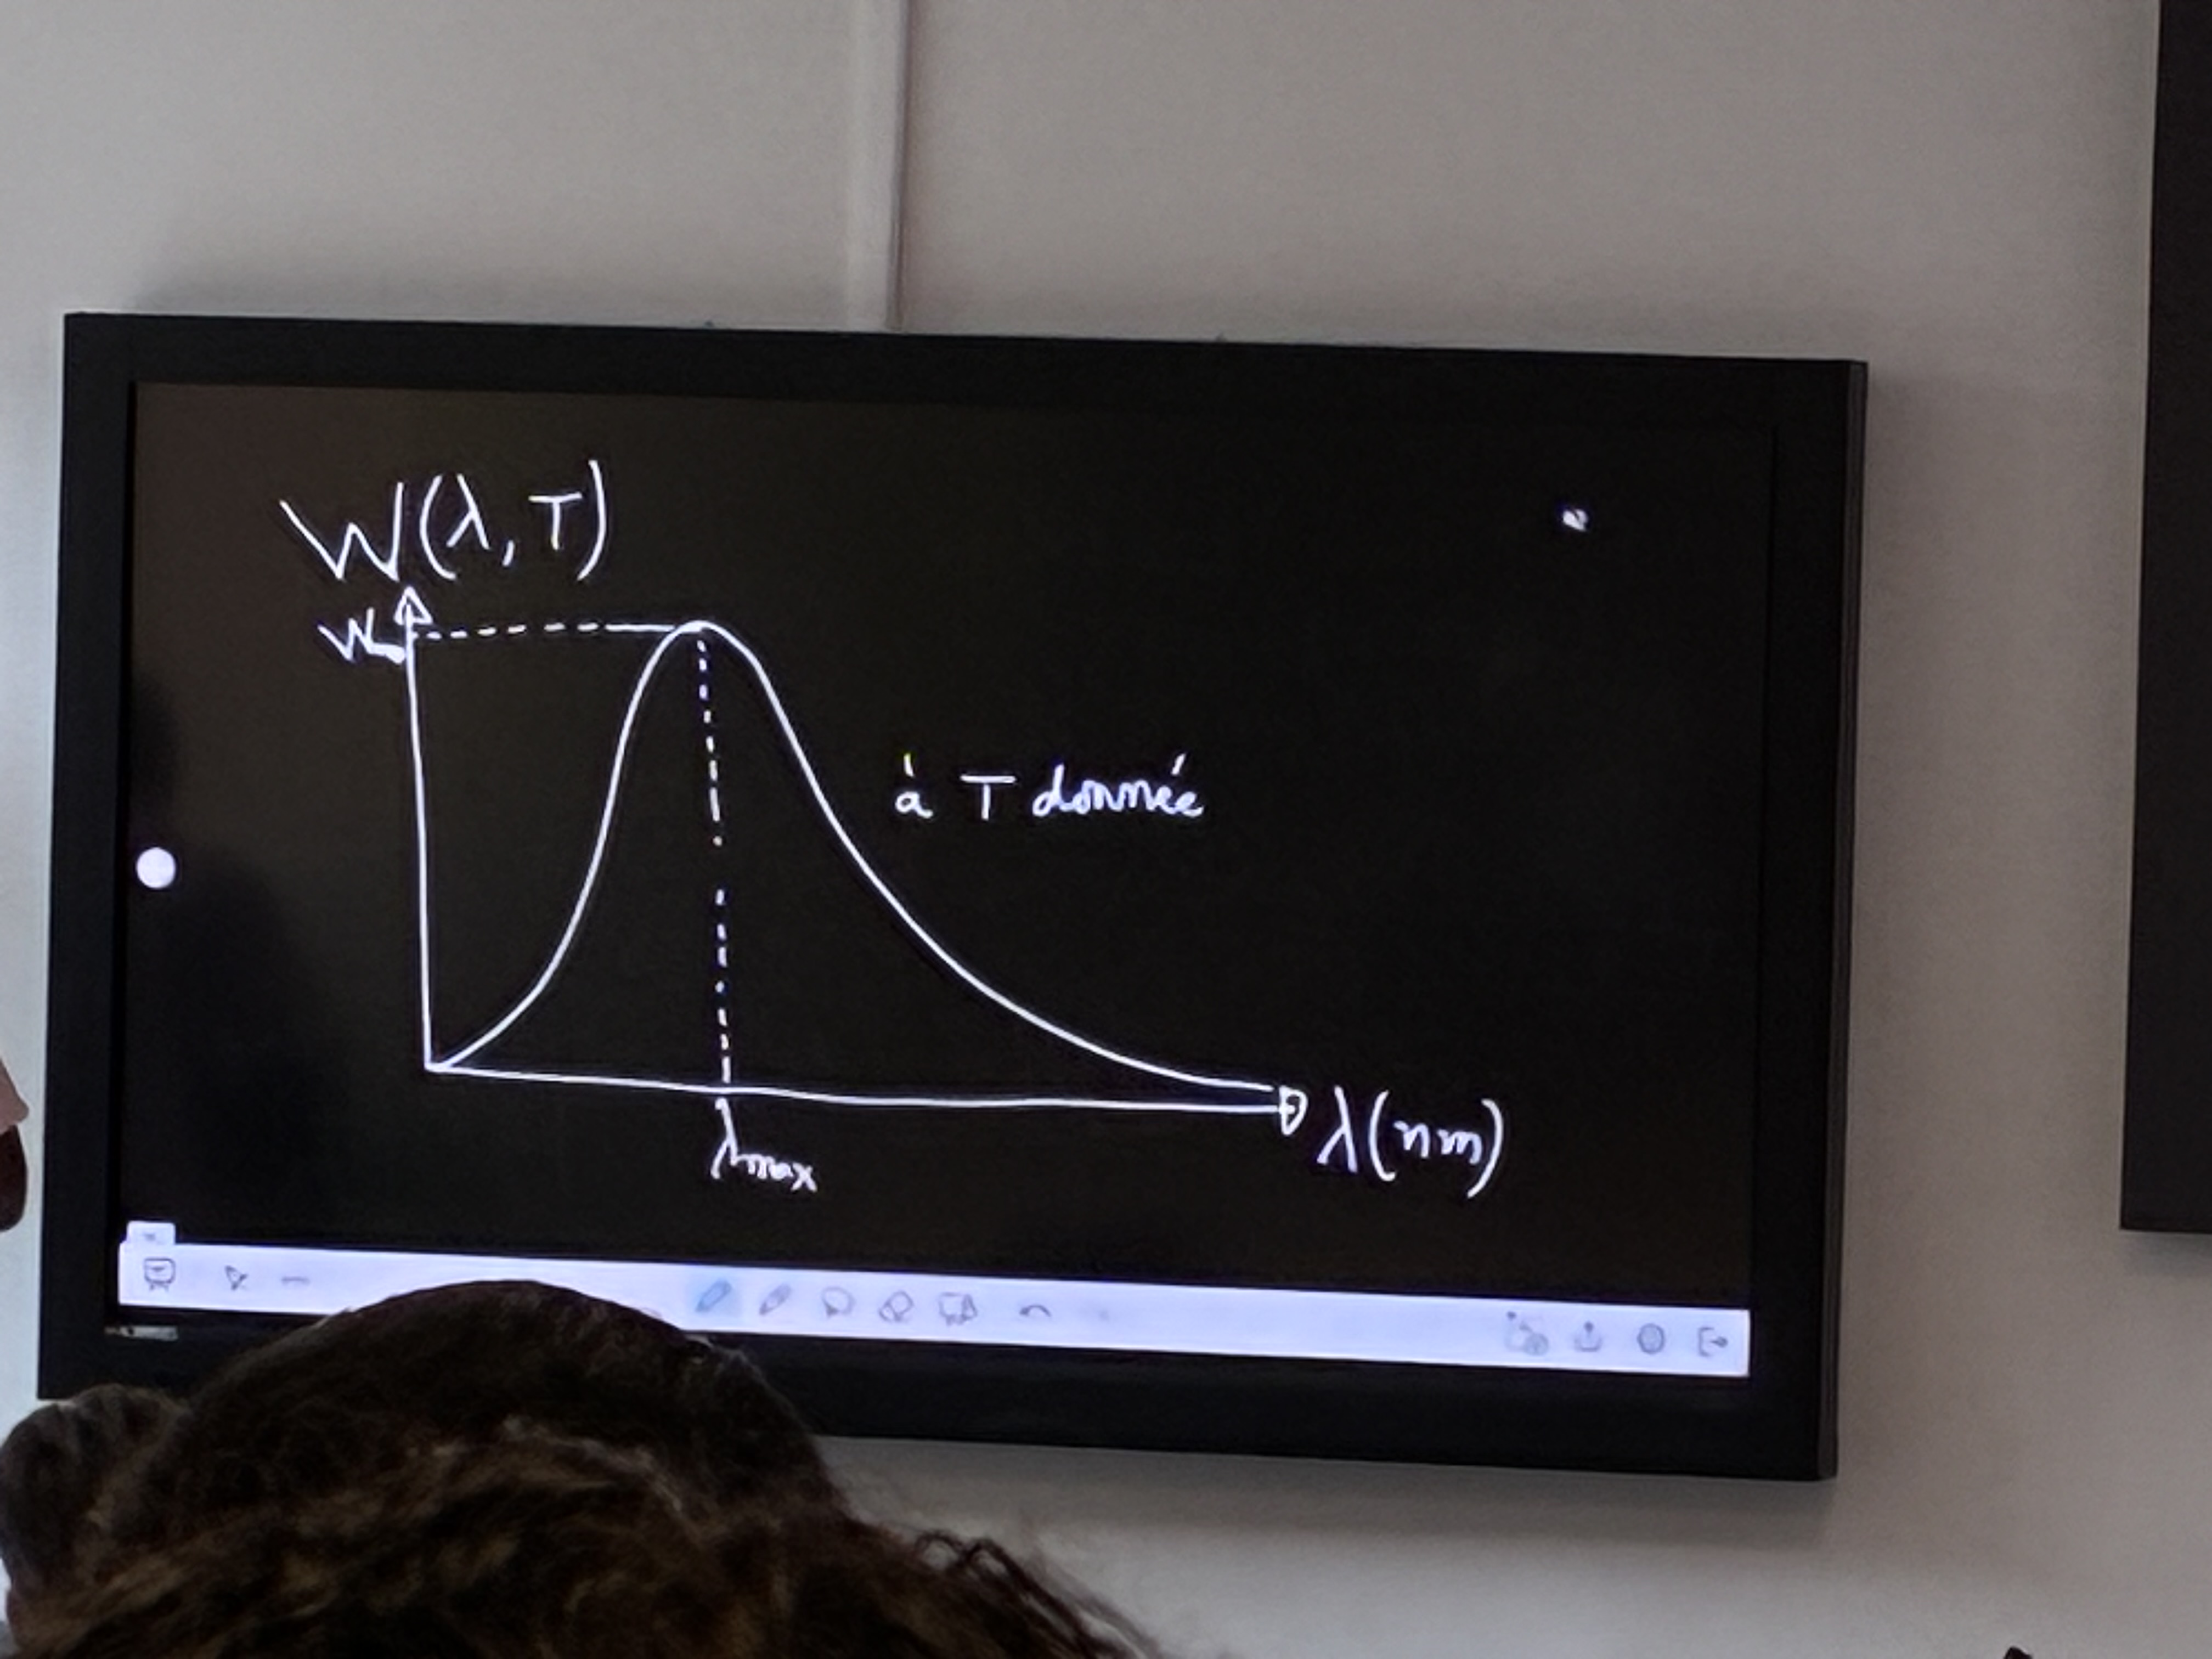 W(λ, T)
W
à T donnée
λ(nm)
λmax